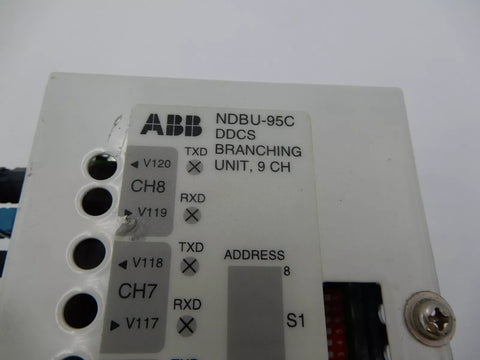 ABB NDBU-95C
DDCS
BRANCHING
UNIT, 9 CH
TXD
◄ V120
CH8
RXD
► V119
TXD
◄ V118
CH7
RXD
► V117
ADDRESS
8
S1
TXD